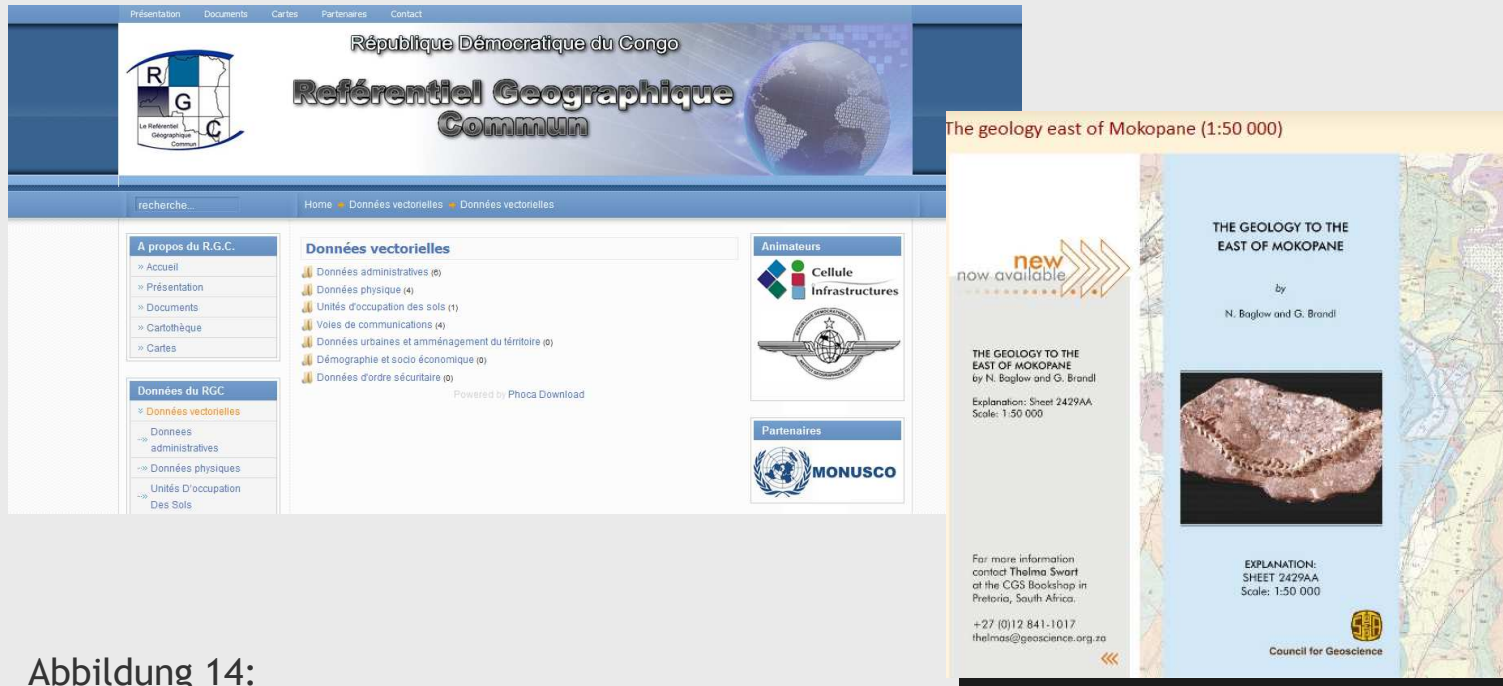 Présentation Documents Cartes Partenaires Contact
République Démocratique du Congo
Reférentiel Geographique
Commun
R
G
C
Le Referentiel
Géographique
Commun
recherche...
Home Données vectorielles Données vectorielles
A propos du R.G.C.
» Accueil
» Présentation
» Documents
» Cartothèque
» Cartes
Données du RGC
Données vectorielles
Donnees
administratives
Données physiques
Unités D'occupation
Des Sols
Données vectorielles
Données administratives (6)
Données physique (4)
Unités d'occupation des sols (1)
Voies de communications (4)
Données urbaines et amménagement du térritoire (0)
Démographie et socio économique (0)
Données d'ordre sécuritaire (0)
Powered by Phoca Download
Animateurs
Cellule
Infrastructures
Partenaires
MONUSCO
The geology east of Mokopane (1:50 000)
new
now available
THE GEOLOGY TO THE
EAST OF MOKOPANE
by N. Baglow and G. Brandl
Explanation: Sheet 2429AA
Scale: 1:50 000
For more information
contact Thelma Swart
at the CGS Bookshop in
Pretoria, South Africa.
+27 (0)12 841-1017
thelmas@geoscience.org.za
THE GEOLOGY TO THE
EAST OF MOKOPANE
by
N. Baglow and G. Brandl
EXPLANATION:
SHEET 2429AA
Scale: 1:50 000
Council for Geoscience
Abbildung 14: